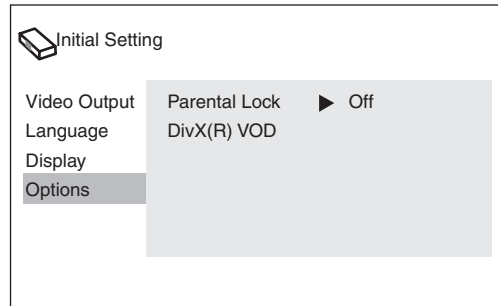 Initial Setting
Video Output
Language
Display
Options
Parental Lock ▶ Off
DivX(R) VOD